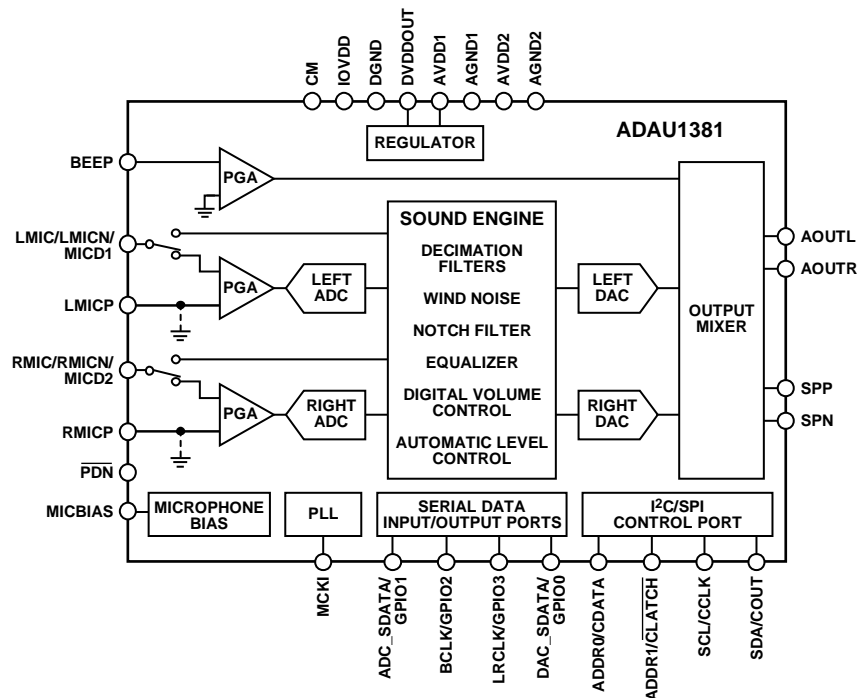 CM
IOVDD
DGND
DVDDOUT
AVDD1
AGND1
AVDD2
AGND2
ADAU1381
REGULATOR
BEEP
PGA
LMIC/LMICN/
MICD1
PGA
LEFT
ADC
LMICP
RMIC/RMICN/
MICD2
PGA
RIGHT
ADC
RMICP
PDN
MICBIAS
MICROPHONE
BIAS
SOUND ENGINE
DECIMATION
FILTERS
WIND NOISE
NOTCH FILTER
EQUALIZER
DIGITAL VOLUME
CONTROL
AUTOMATIC LEVEL
CONTROL
LEFT
DAC
RIGHT
DAC
OUTPUT
MIXER
AOUTL
AOUTR
SPP
SPN
PLL
SERIAL DATA
INPUT/OUTPUT PORTS
I2C/SPI
CONTROL PORT
MCKI
ADC_SDATA/
GPIO1
BCLK/GPIO2
LRCLK/GPIO3
DAC_SDATA/
GPIO0
ADDR0/CDATA
ADDR1/CLATCH
SCL/CCLK
SDA/COUT